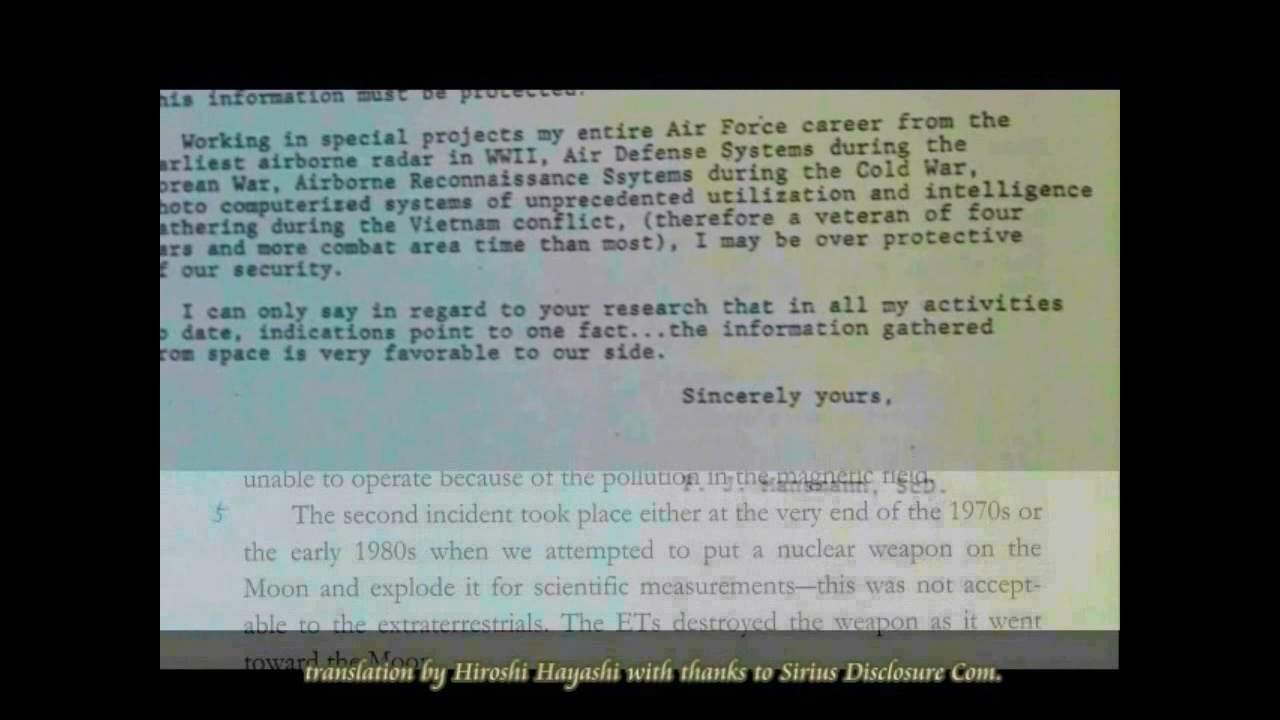 his information must be protected.
Working in special projects my entire Air Force career from the
arliest airborne radar in WWII, Air Defense Systems during the
orean War, Airborne Reconnaissance Ssytems during the Cold War,
hoto computerized systems of unprecedented utilization and intelligence
athering during the Vietnam conflict, (therefore a veteran of four
ars and more combat area time than most), I may be over protective
f our security.
I can only say in regard to your research that in all my activities
o date, indications point to one fact...the information gathered
rom space is very favorable to our side.
Sincerely yours,
unable to operate because of the pollution in the magnetic field.
J. Mansmann, ScD.
5
The second incident took place either at the very end of the 1970s or
the early 1980s when we attempted to put a nuclear weapon on the
Moon and explode it for scientific measurements—this was not accept-
able to the extraterrestrials. The ETs destroyed the weapon as it went
toward the Moon
translation by Hiroshi Hayashi with thanks to Sirius Disclosure Com.